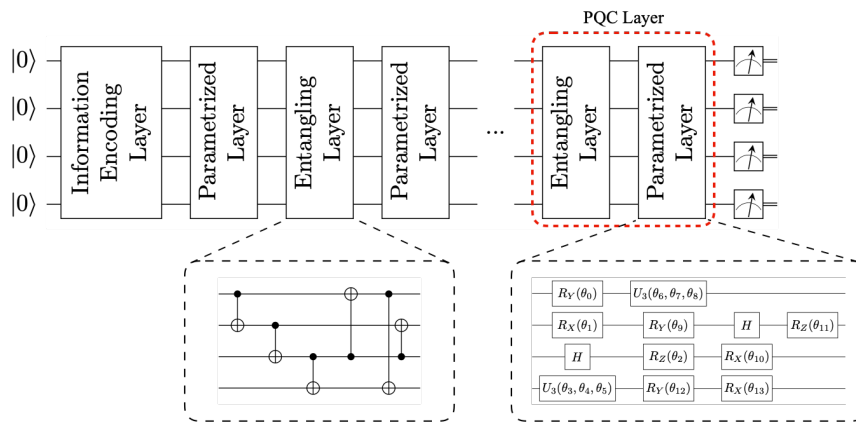 PQC Layer
|0⟩
|0⟩
|0⟩
|0⟩
Information
Encoding
Layer
Parametrized
Layer
Entangling
Layer
Parametrized
Layer
...
Entangling
Layer
Parametrized
Layer
R_Y(θ_0) U_3(θ_6, θ_7, θ_8)
R_X(θ_1) R_Y(θ_9) H R_Z(θ_11)
H R_Z(θ_2) R_X(θ_10)
U_3(θ_3, θ_4, θ_5) R_Y(θ_12) R_X(θ_13)